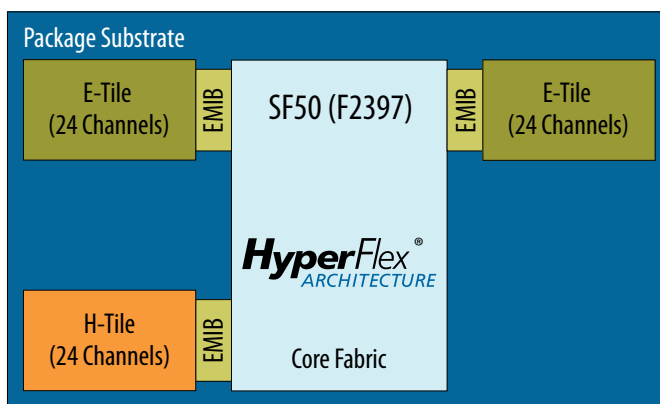 Package Substrate
E-Tile
(24 Channels)
EMIB
SF50 (F2397)
EMIB
E-Tile
(24 Channels)
HyperFlex®
ARCHITECTURE
H-Tile
(24 Channels)
EMIB
Core Fabric